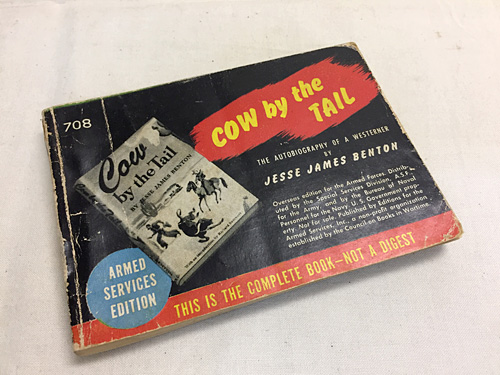 708
COW by the
TAIL
THE AUTOBIOGRAPHY OF A WESTERNER
BY
JESSE JAMES BENTON
Cow
by the Tail
BY JESSE JAMES BENTON
Overseas edition for the Armed Forces. Distrib-
uted by the Special Services Division, A.S.F.,
for the Army, and by the Bureau of Naval
Personnel for the Navy. U. S. Government prop-
erty. Not for sale. Published by Editions for the
Armed Services, Inc., a non-profit organization
established by the Council on Books in Wartime.
ARMED
SERVICES
EDITION
THIS IS THE COMPLETE BOOK—NOT A DIGEST